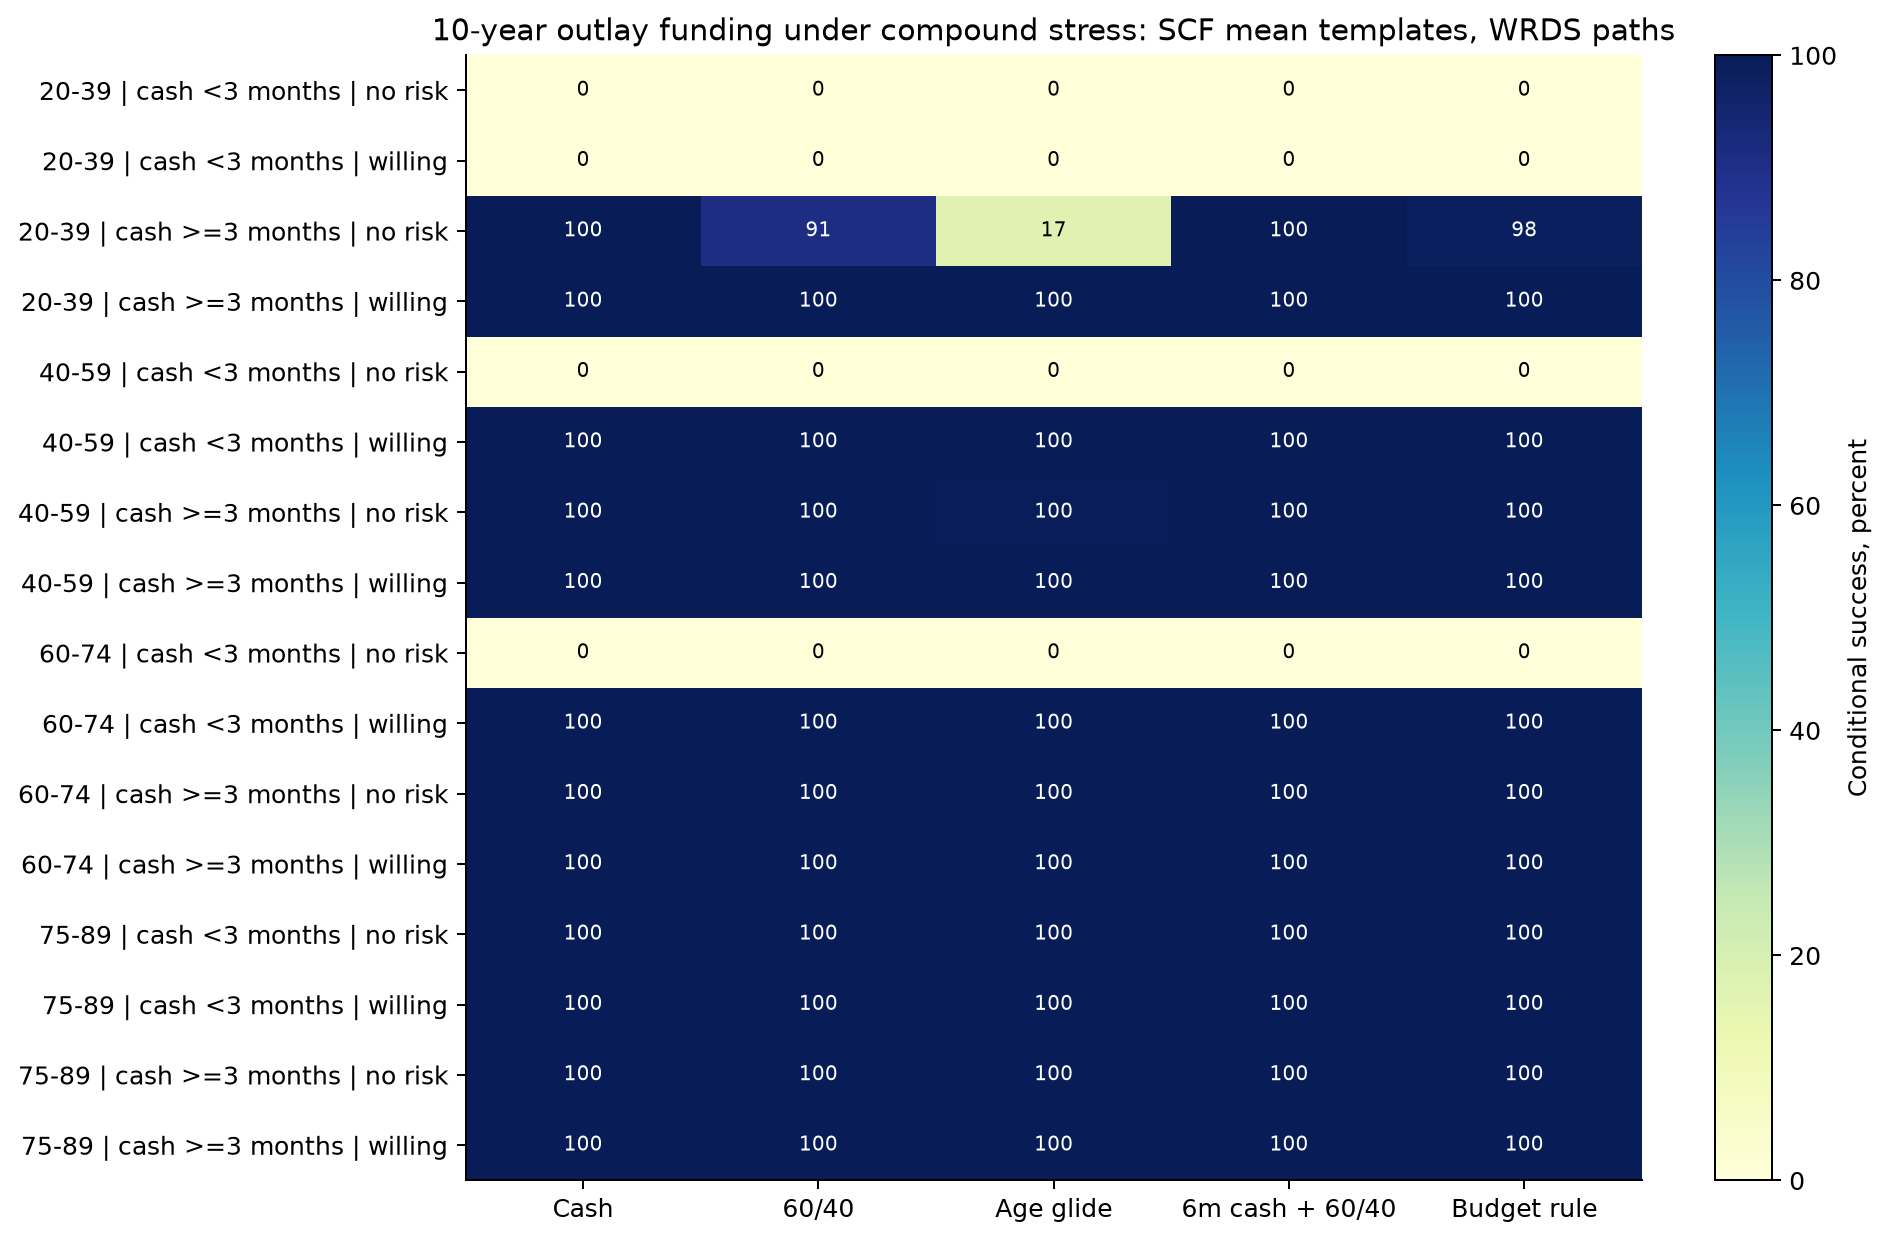 10-year outlay funding under compound stress: SCF mean templates, WRDS paths
20-39 | cash <3 months | no risk 0 0 0 0 0
20-39 | cash <3 months | willing 0 0 0 0 0
20-39 | cash >=3 months | no risk 100 91 17 100 98
20-39 | cash >=3 months | willing 100 100 100 100 100
40-59 | cash <3 months | no risk 0 0 0 0 0
40-59 | cash <3 months | willing 100 100 100 100 100
40-59 | cash >=3 months | no risk 100 100 100 100 100
40-59 | cash >=3 months | willing 100 100 100 100 100
60-74 | cash <3 months | no risk 0 0 0 0 0
60-74 | cash <3 months | willing 100 100 100 100 100
60-74 | cash >=3 months | no risk 100 100 100 100 100
60-74 | cash >=3 months | willing 100 100 100 100 100
75-89 | cash <3 months | no risk 100 100 100 100 100
75-89 | cash <3 months | willing 100 100 100 100 100
75-89 | cash >=3 months | no risk 100 100 100 100 100
75-89 | cash >=3 months | willing 100 100 100 100 100
Cash 60/40 Age glide 6m cash + 60/40 Budget rule
100
80
60
40
20
0
Conditional success, percent